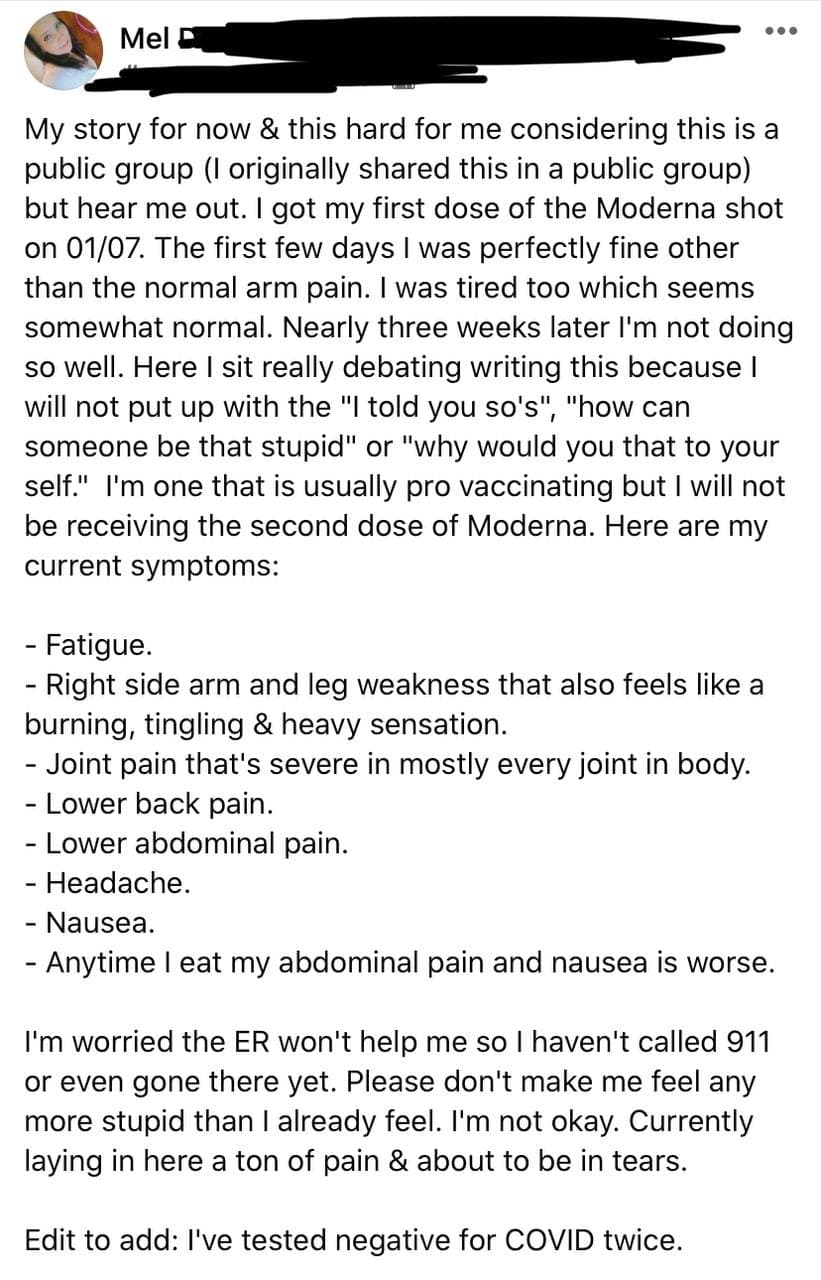 Mel
My story for now & this hard for me considering this is a
public group (I originally shared this in a public group)
but hear me out. I got my first dose of the Moderna shot
on 01/07. The first few days I was perfectly fine other
than the normal arm pain. I was tired too which seems
somewhat normal. Nearly three weeks later I'm not doing
so well. Here I sit really debating writing this because I
will not put up with the "I told you so's", "how can
someone be that stupid" or "why would you that to your
self."  I'm one that is usually pro vaccinating but I will not
be receiving the second dose of Moderna. Here are my
current symptoms:
- Fatigue.
- Right side arm and leg weakness that also feels like a
burning, tingling & heavy sensation.
- Joint pain that's severe in mostly every joint in body.
- Lower back pain.
- Lower abdominal pain.
- Headache.
- Nausea.
- Anytime I eat my abdominal pain and nausea is worse.
I'm worried the ER won't help me so I haven't called 911
or even gone there yet. Please don't make me feel any
more stupid than I already feel. I'm not okay. Currently
laying in here a ton of pain & about to be in tears.
Edit to add: I've tested negative for COVID twice.